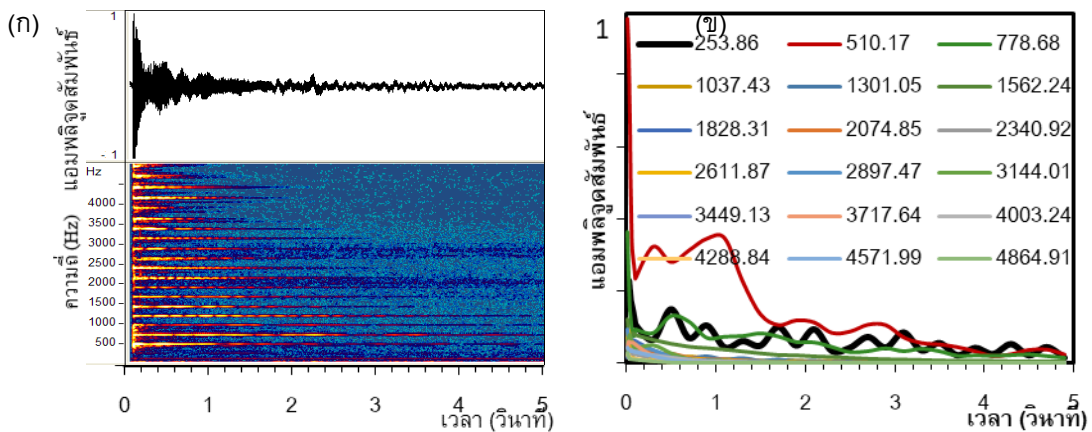 (ก)
1
- 1
แอมพลิจูดสัมพันธ์
Hz
4000
3500
3000
2500
2000
1500
1000
500
ความถี่ (Hz)
0 1 2 3 4 5
เวลา (วินาที)
(ข)
1
253.86 510.17 778.68
1037.43 1301.05 1562.24
1828.31 2074.85 2340.92
2611.87 2897.47 3144.01
3449.13 3717.64 4003.24
4288.84 4571.99 4864.91
แอมพลิจูดสัมพันธ์
0 1 2 3 4 5
เวลา (วินาที)